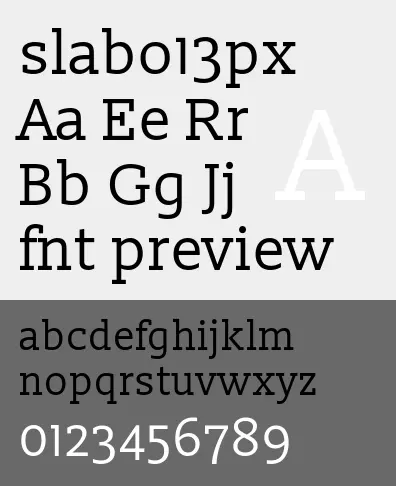 slabo13px
Aa Ee Rr
A
Bb Gg Jj
fnt preview
abcdefghijklm
nopqrstuvwxyz
0123456789